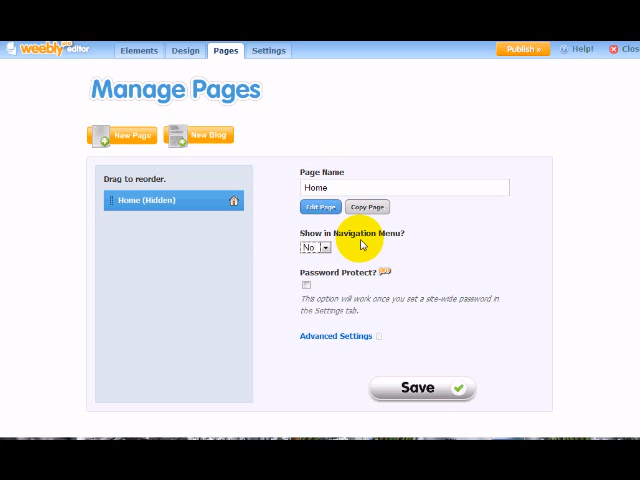 weebly pro editor
Elements
Design
Pages
Settings
Publish »
Help!
Clos
Manage Pages
New Page
New Blog
Drag to reorder.
Home (Hidden)
Page Name
Home
Edit Page
Copy Page
Show in Navigation Menu?
No
Password Protect?
This option will work once you set a site-wide password in
the Settings tab.
Advanced Settings
Save